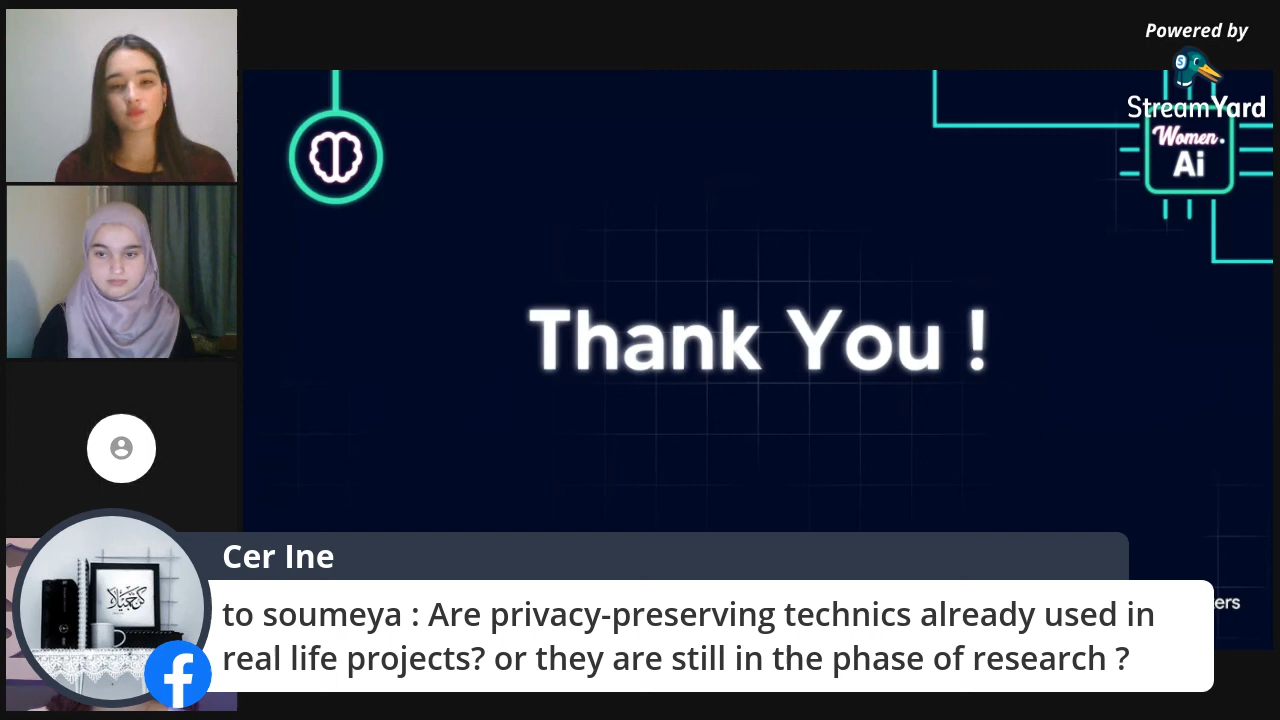 Powered by
StreamYard
Women.
Ai
Thank You !
Cer Ine
to soumeya : Are privacy-preserving technics already used in
real life projects? or they are still in the phase of research ?